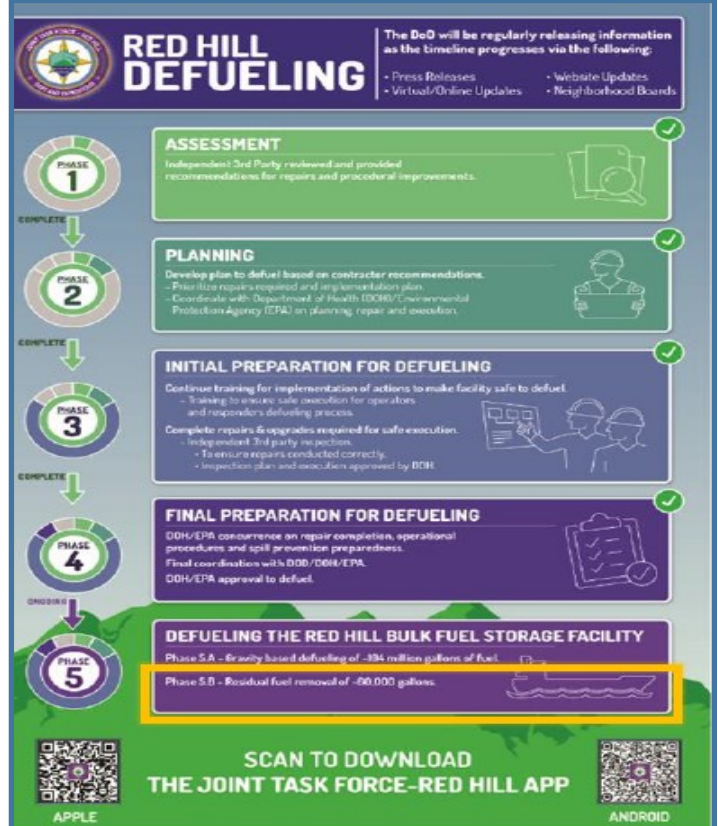 JOINT TASK FORCE - RED HILL
RED HILL
DEFUELING
The DoD will be regularly releasing information
as the timeline progresses via the following:
• Press Releases
• Virtual/Online Updates
• Website Updates
• Neighborhood Boards
PHASE
1
ASSESSMENT
Independent 3rd Party reviewed and provided
recommendations for repairs and procedural improvements.
COMPLETE
PHASE
2
PLANNING
Develop plan to defuel based on contractor recommendations.
- Prioritize repairs required and implementation plan.
- Coordinate with Department of Health (DOH)/Environmental
Protection Agency (EPA) on planning, repair and execution.
COMPLETE
PHASE
3
INITIAL PREPARATION FOR DEFUELING
Continue training for implementation of actions to make facility safe to defuel.
- Training to ensure safe execution for operators
and responders defueling process.
Complete repairs & upgrades required for safe execution.
- Independent 3rd party inspection.
• To ensure repairs conducted correctly.
• Inspection plan and execution approved by DOH.
COMPLETE
PHASE
4
FINAL PREPARATION FOR DEFUELING
DOH/EPA concurrence on repair completion, operational
procedures and spill prevention preparedness.
Final coordination with DOD/DOH/EPA.
DOH/EPA approval to defuel.
ONGOING
PHASE
5
DEFUELING THE RED HILL BULK FUEL STORAGE FACILITY
Phase 5.A - Gravity based defueling of ~104 million gallons of fuel.
Phase 5.B - Residual fuel removal of ~60,000 gallons.
SCAN TO DOWNLOAD
THE JOINT TASK FORCE-RED HILL APP
APPLE
ANDROID